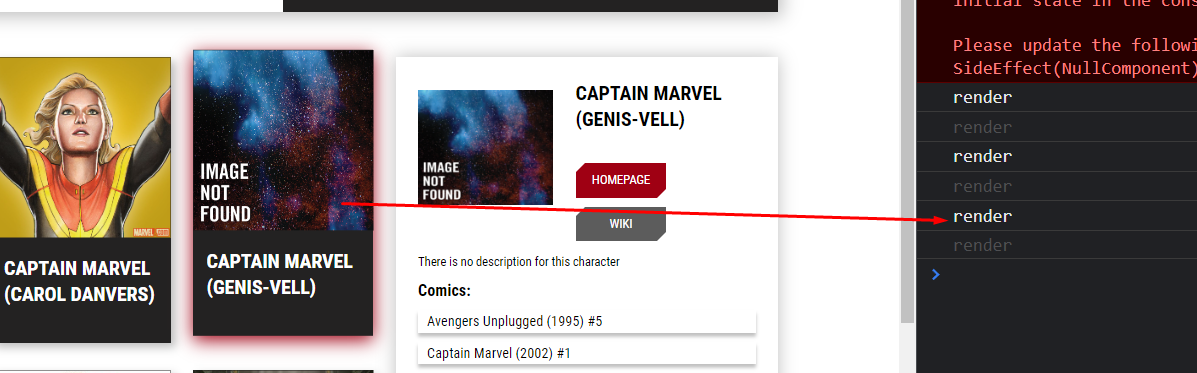 initial state in the cons
Please update the followi
SideEffect(NullComponent)
render
render
render
render
render
render
MARVEL
CAPTAIN MARVEL
(CAROL DANVERS)
IMAGE
NOT
FOUND
CAPTAIN MARVEL
(GENIS-VELL)
IMAGE
NOT
FOUND
CAPTAIN MARVEL
(GENIS-VELL)
HOMEPAGE
WIKI
There is no description for this character
Comics:
Avengers Unplugged (1995) #5
Captain Marvel (2002) #1